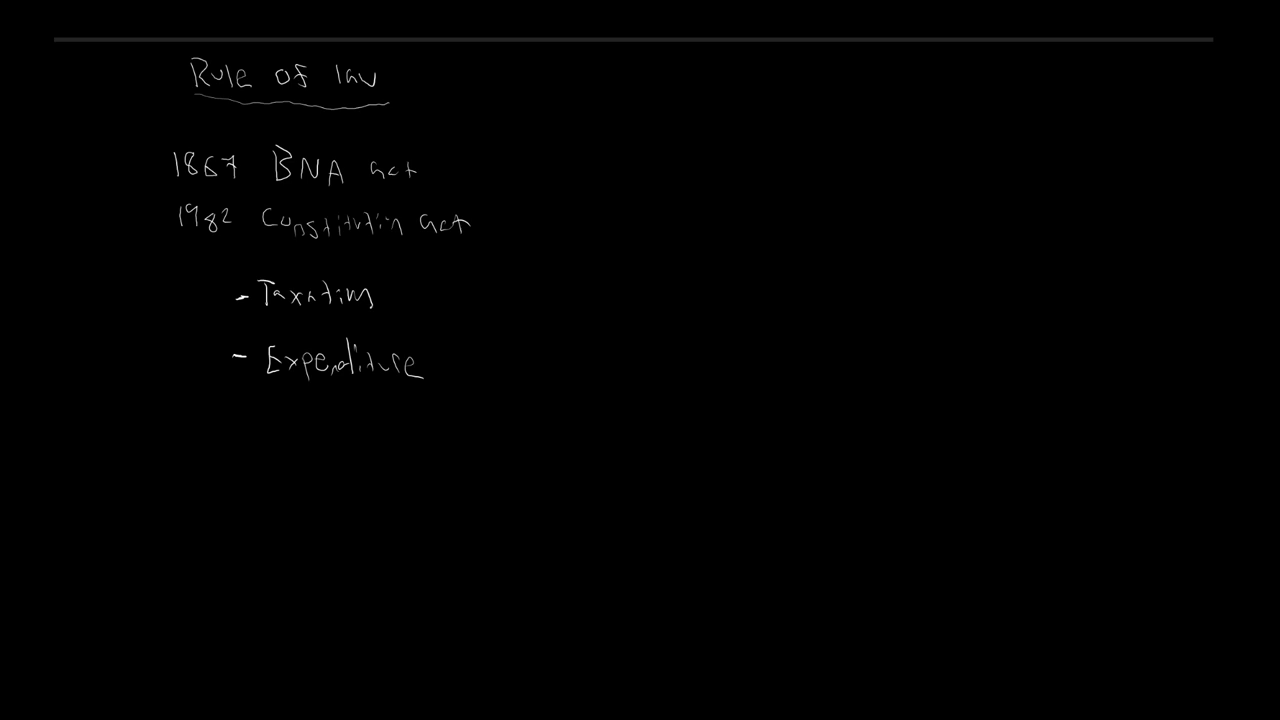 Rule of law
1867 BNA act
1982 Constitution act
- Taxation
- Expenditure